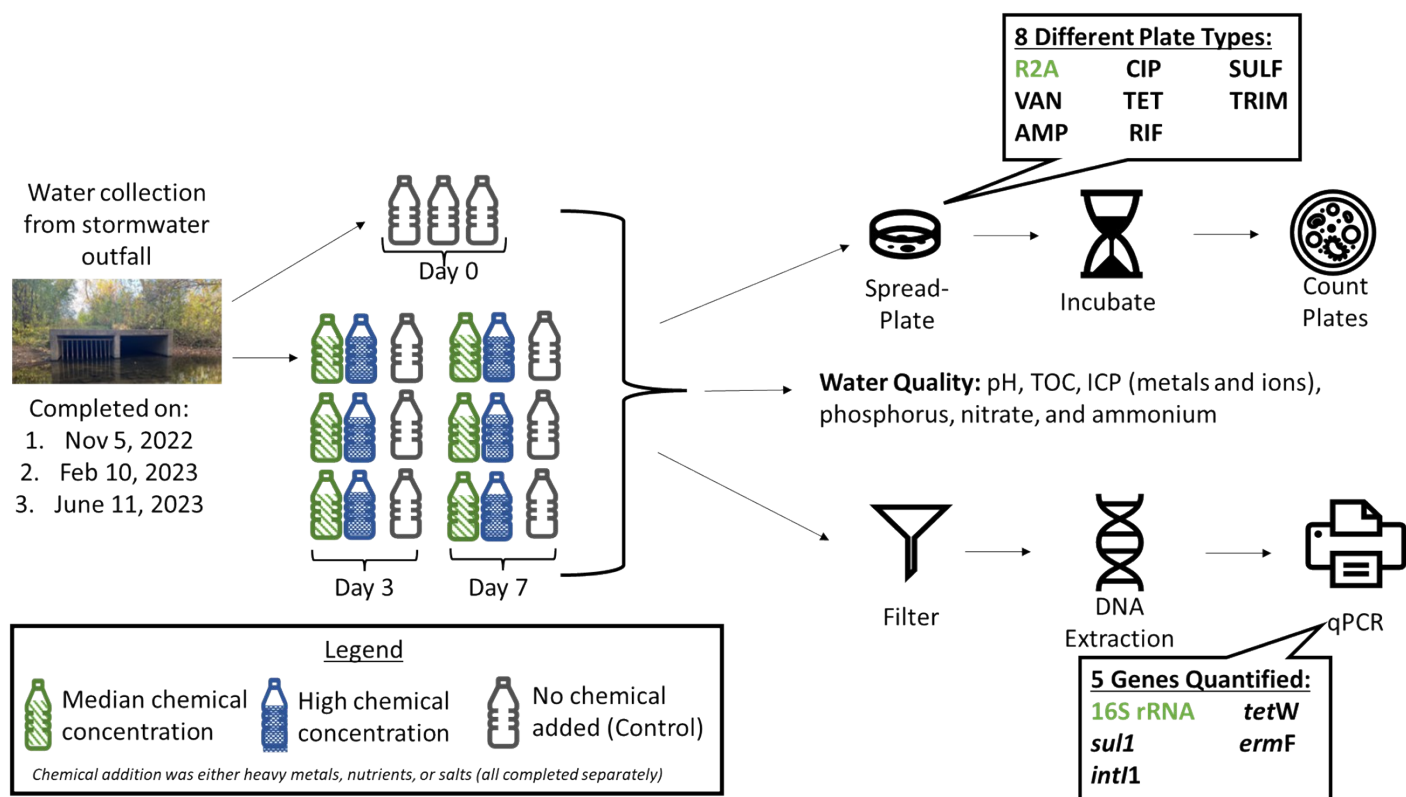 Water collection
from stormwater
outfall
Completed on:
1. Nov 5, 2022
2. Feb 10, 2023
3. June 11, 2023
Day 0
Day 3
Day 7
8 Different Plate Types:
R2A CIP SULF
VAN TET TRIM
AMP RIF
Spread-
Plate
Incubate
Count
Plates
Water Quality: pH, TOC, ICP (metals and ions),
phosphorus, nitrate, and ammonium
Filter
DNA
Extraction
qPCR
5 Genes Quantified:
16S rRNA tetW
sul1 ermF
intI1
Legend
Median chemical
concentration
High chemical
concentration
No chemical
added (Control)
Chemical addition was either heavy metals, nutrients, or salts (all completed separately)